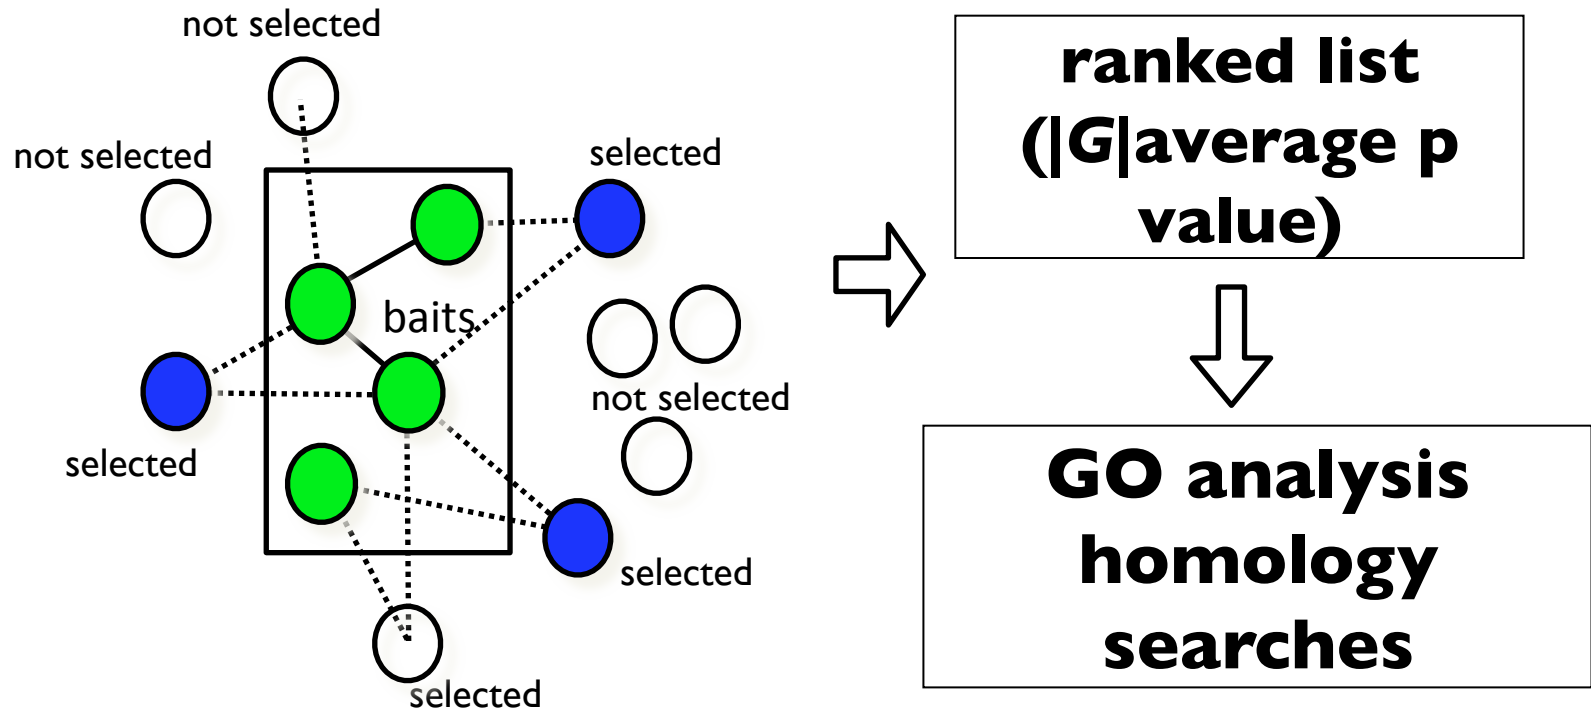 not selected
not selected
selected
baits
selected
not selected
selected
selected
ranked list
(|G|average p
value)
GO analysis
homology
searches